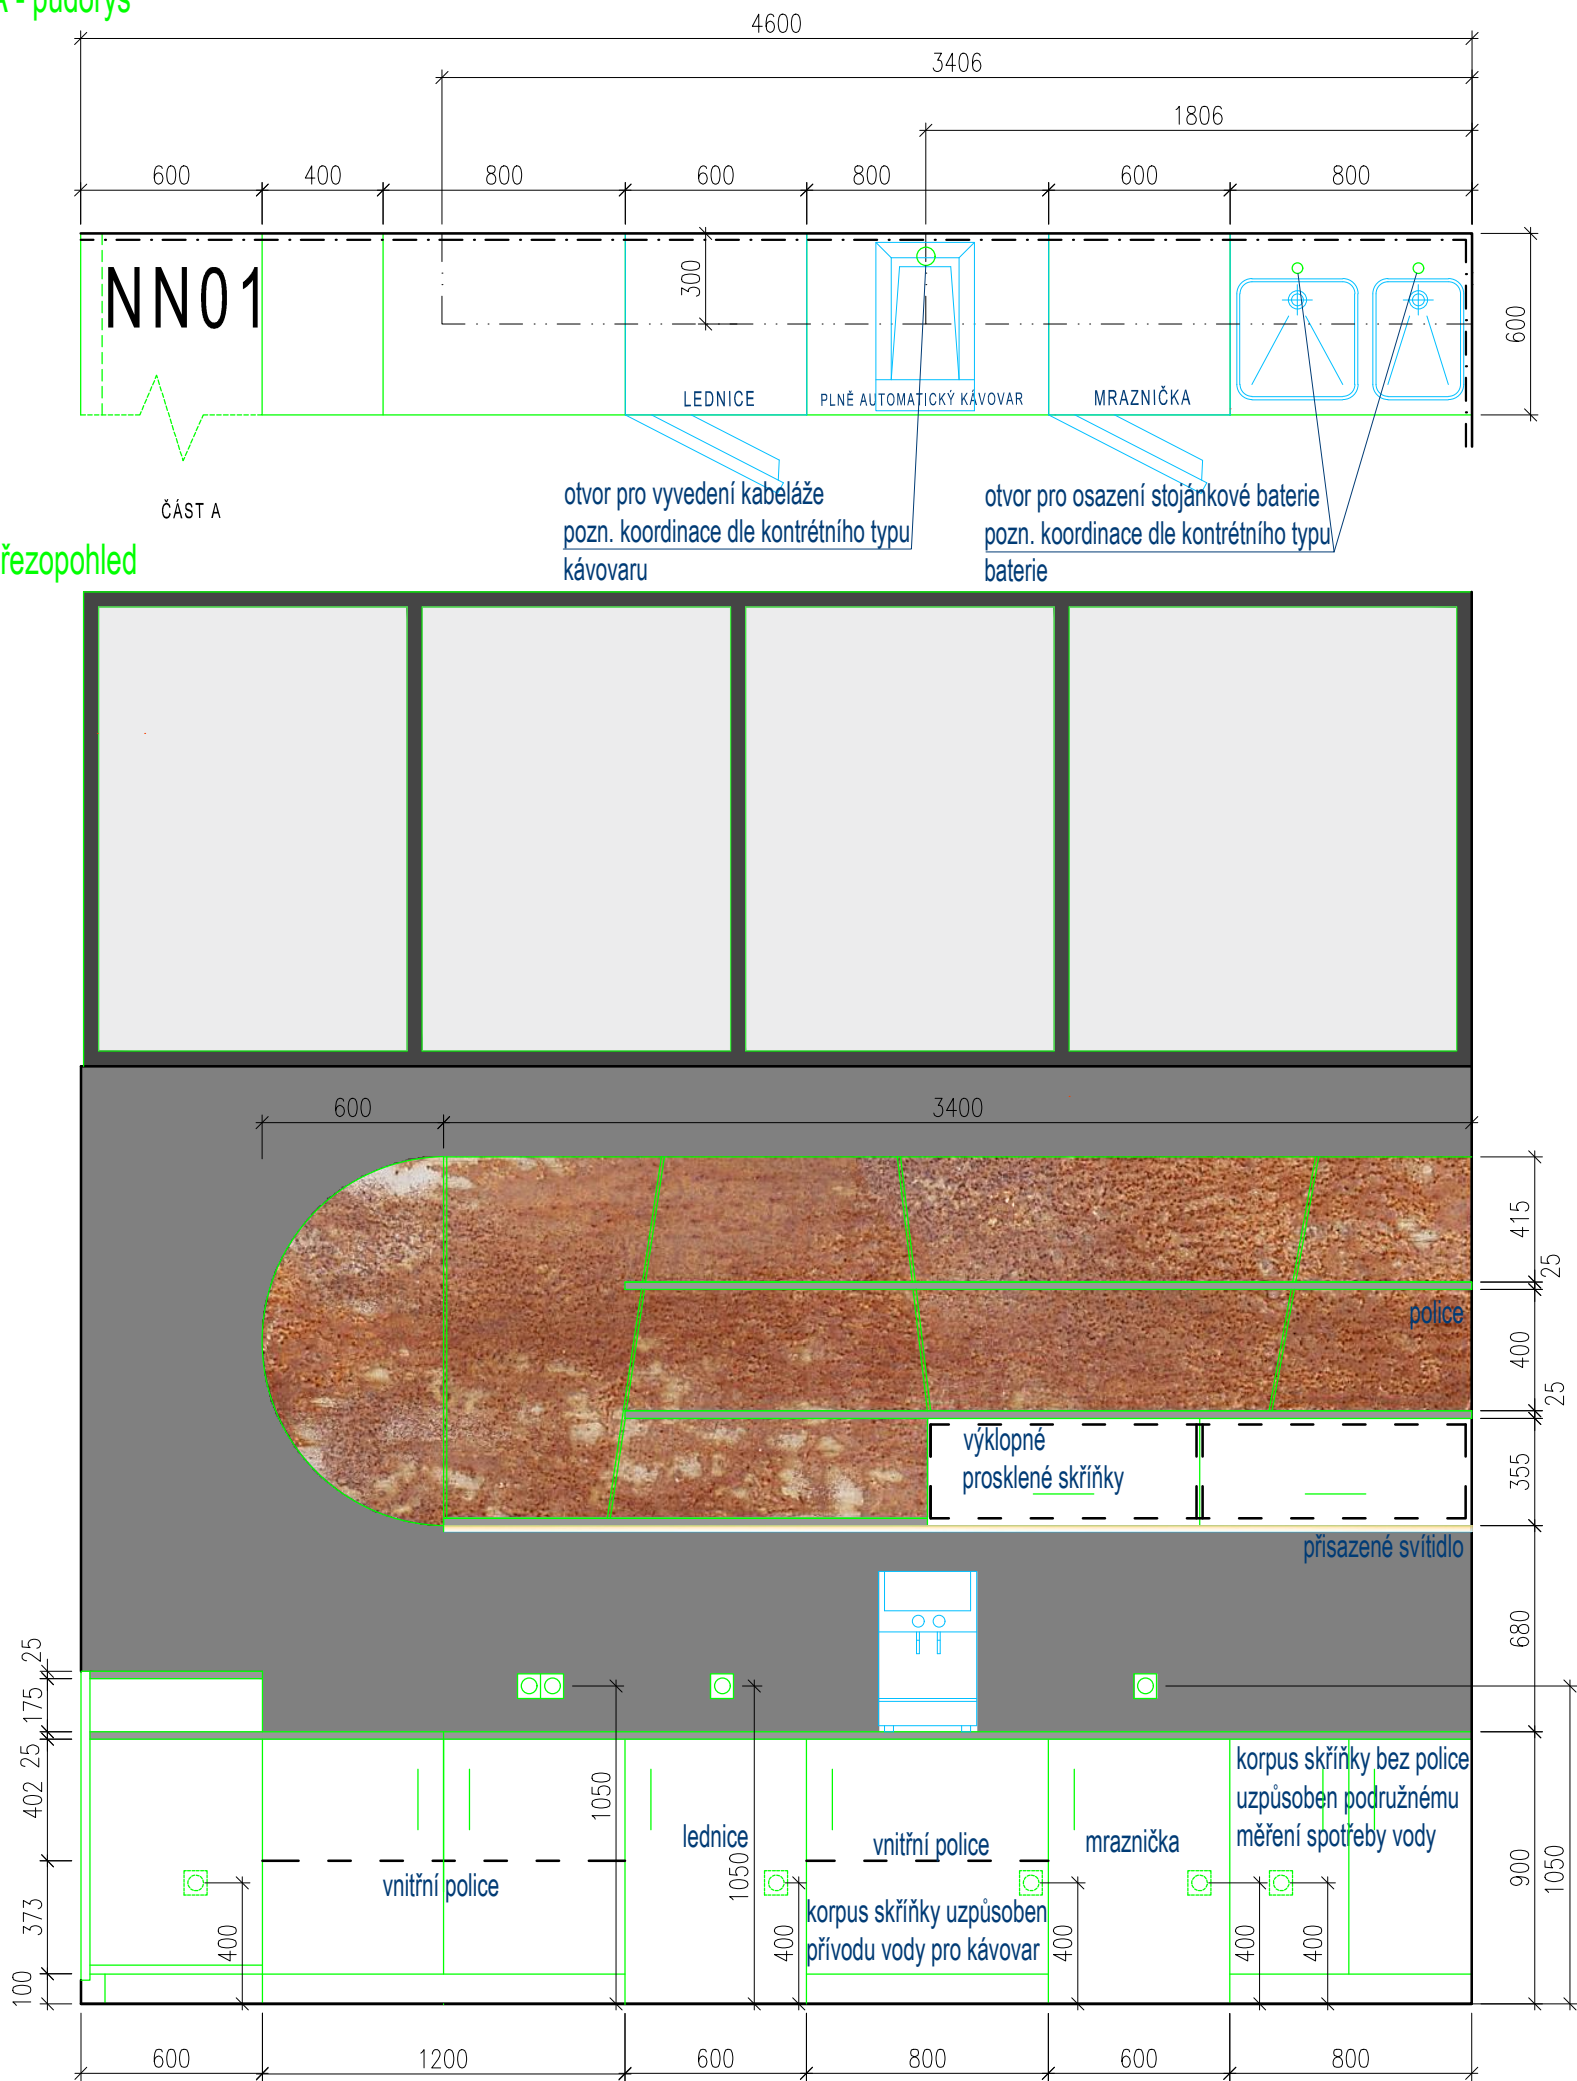 A - půdorys
4600
3406
1806
600 400 800 600 800 600 800
NN01
300
600
LEDNICE
PLNĚ AUTOMATICKÝ KÁVOVAR
MRAZNIČKA
ČÁST A
otvor pro vyvedení kabeláže
pozn. koordinace dle kontrétního typu
kávovaru
otvor pro osazení stojánkové baterie
pozn. koordinace dle kontrétního typu
baterie
řezopohled
600 3400
415
25
police
400
25
výklopné
prosklené skříňky
355
přisazené svítidlo
680
25
175
25
402
373
100
1050
lednice
1050
vnitřní police
vnitřní police
mraznička
korpus skříňky bez police
uzpůsoben podružnému
měření spotřeby vody
korpus skříňky uzpůsoben
přívodu vody pro kávovar
400
400
400
400
400
900
1050
600 1200 600 800 600 800